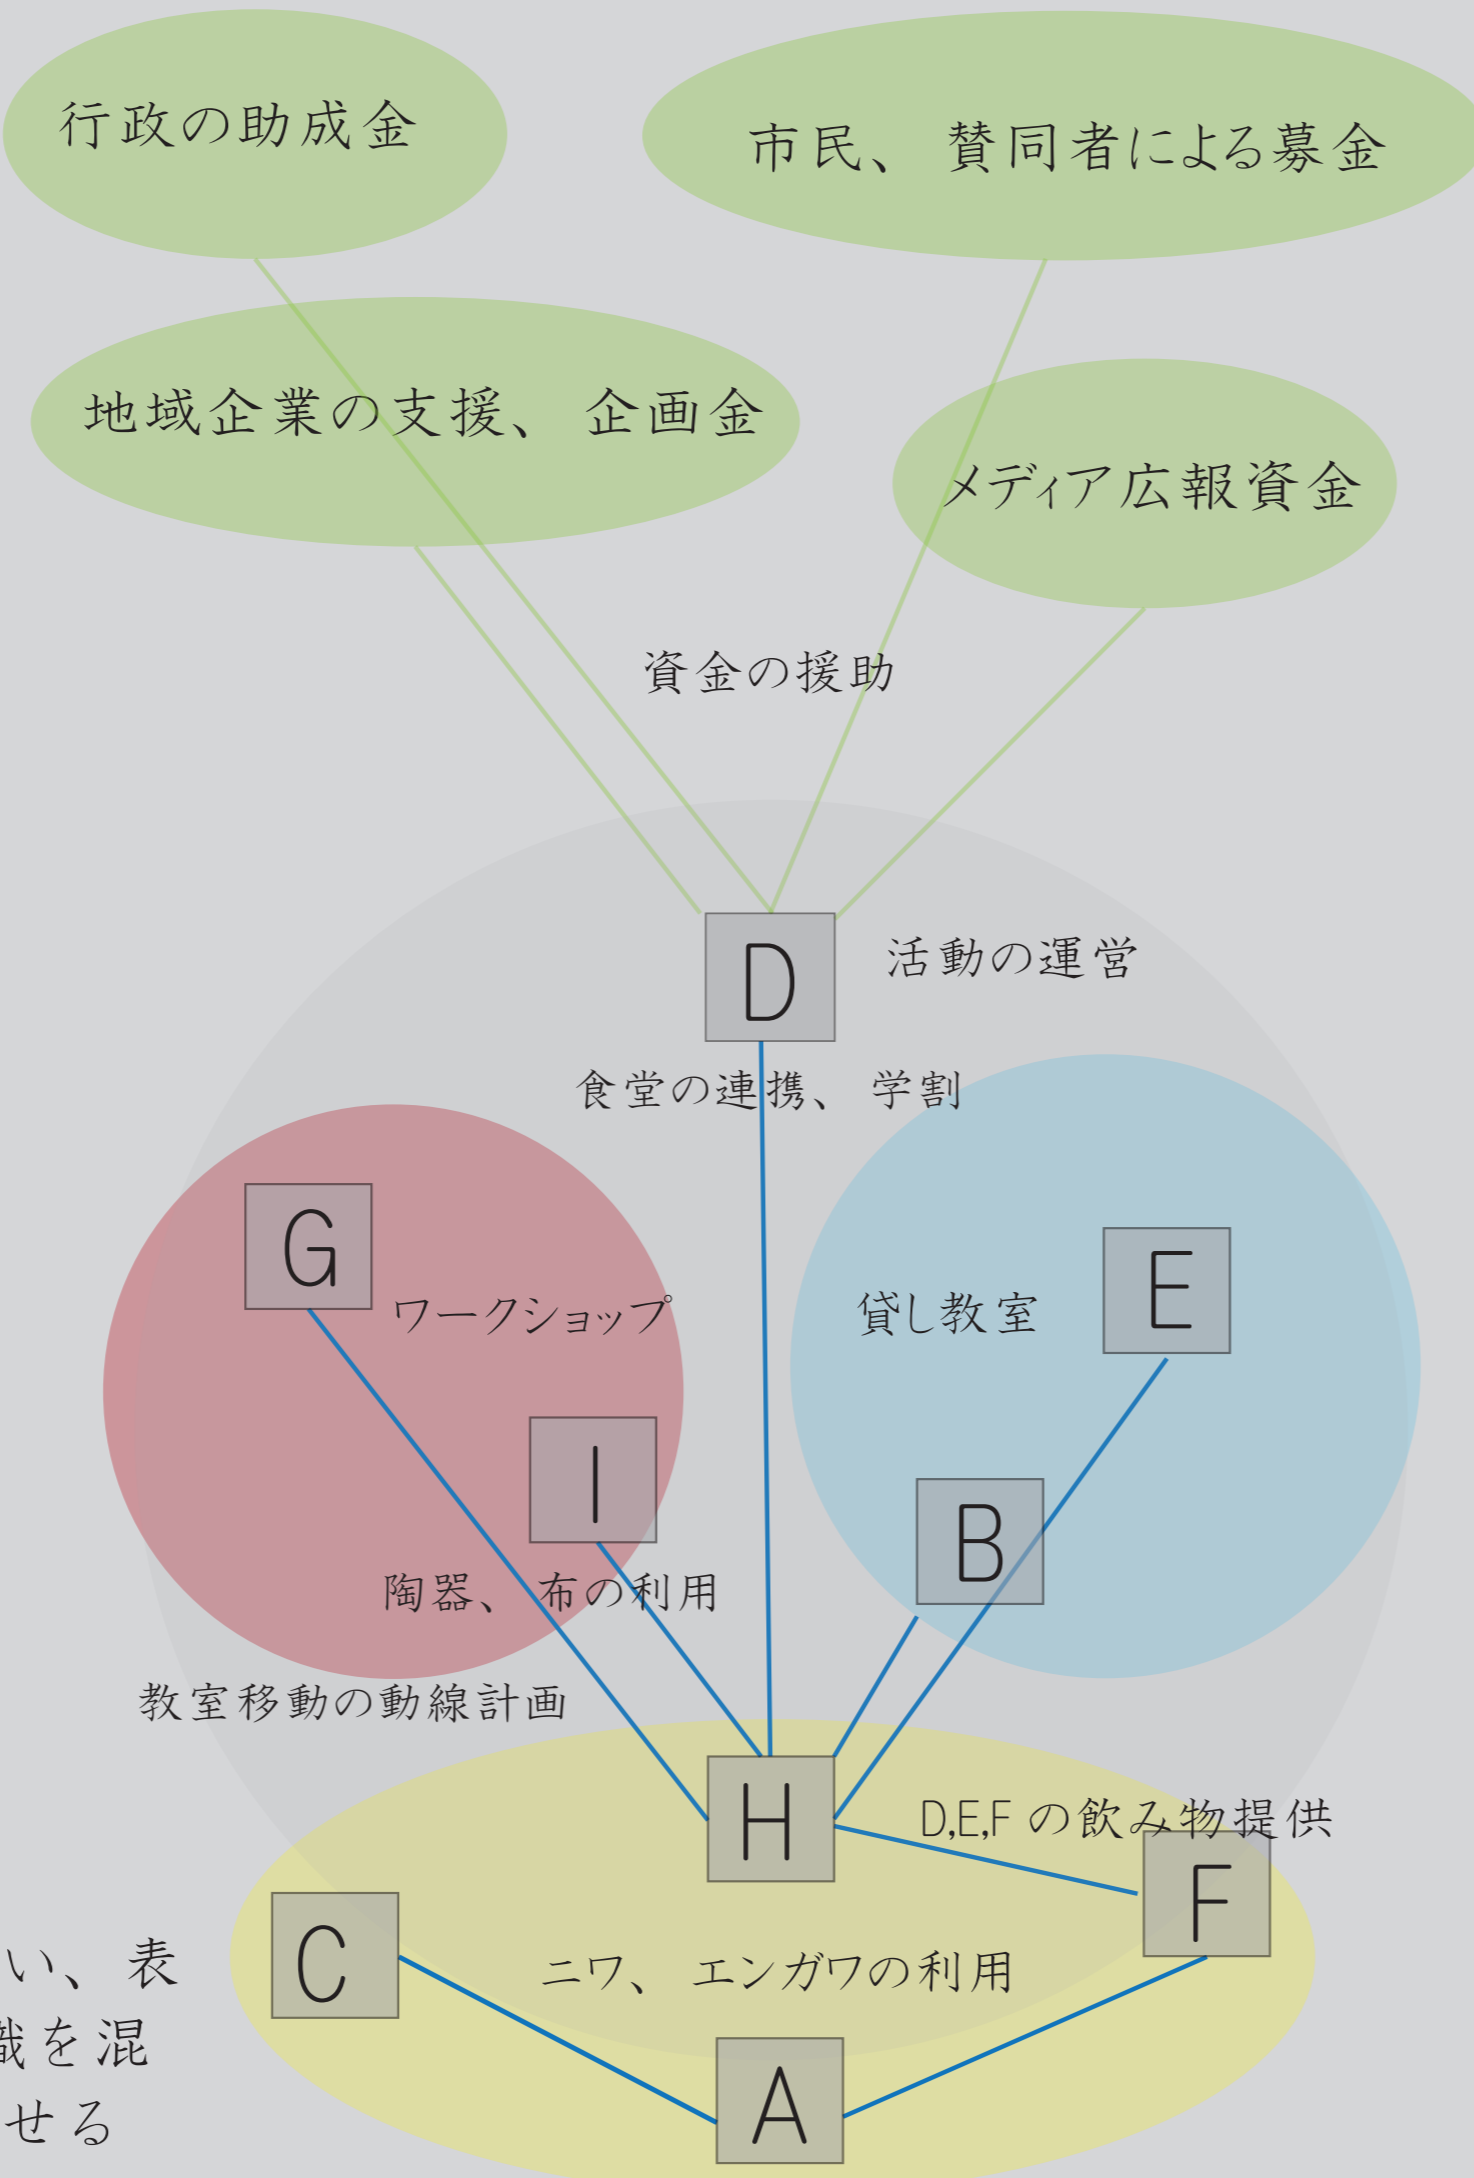 行政の助成金
市民、賛同者による募金
地域企業の支援、企画金
メディア広報資金
資金の援助
D
活動の運営
食堂の連携、学割
G
ワークショップ
E
貸し教室
I
B
陶器、布の利用
教室移動の動線計画
H
D,E,Fの飲み物提供
F
C
ニワ、エンガワの利用
A
い、表
識を混
せる